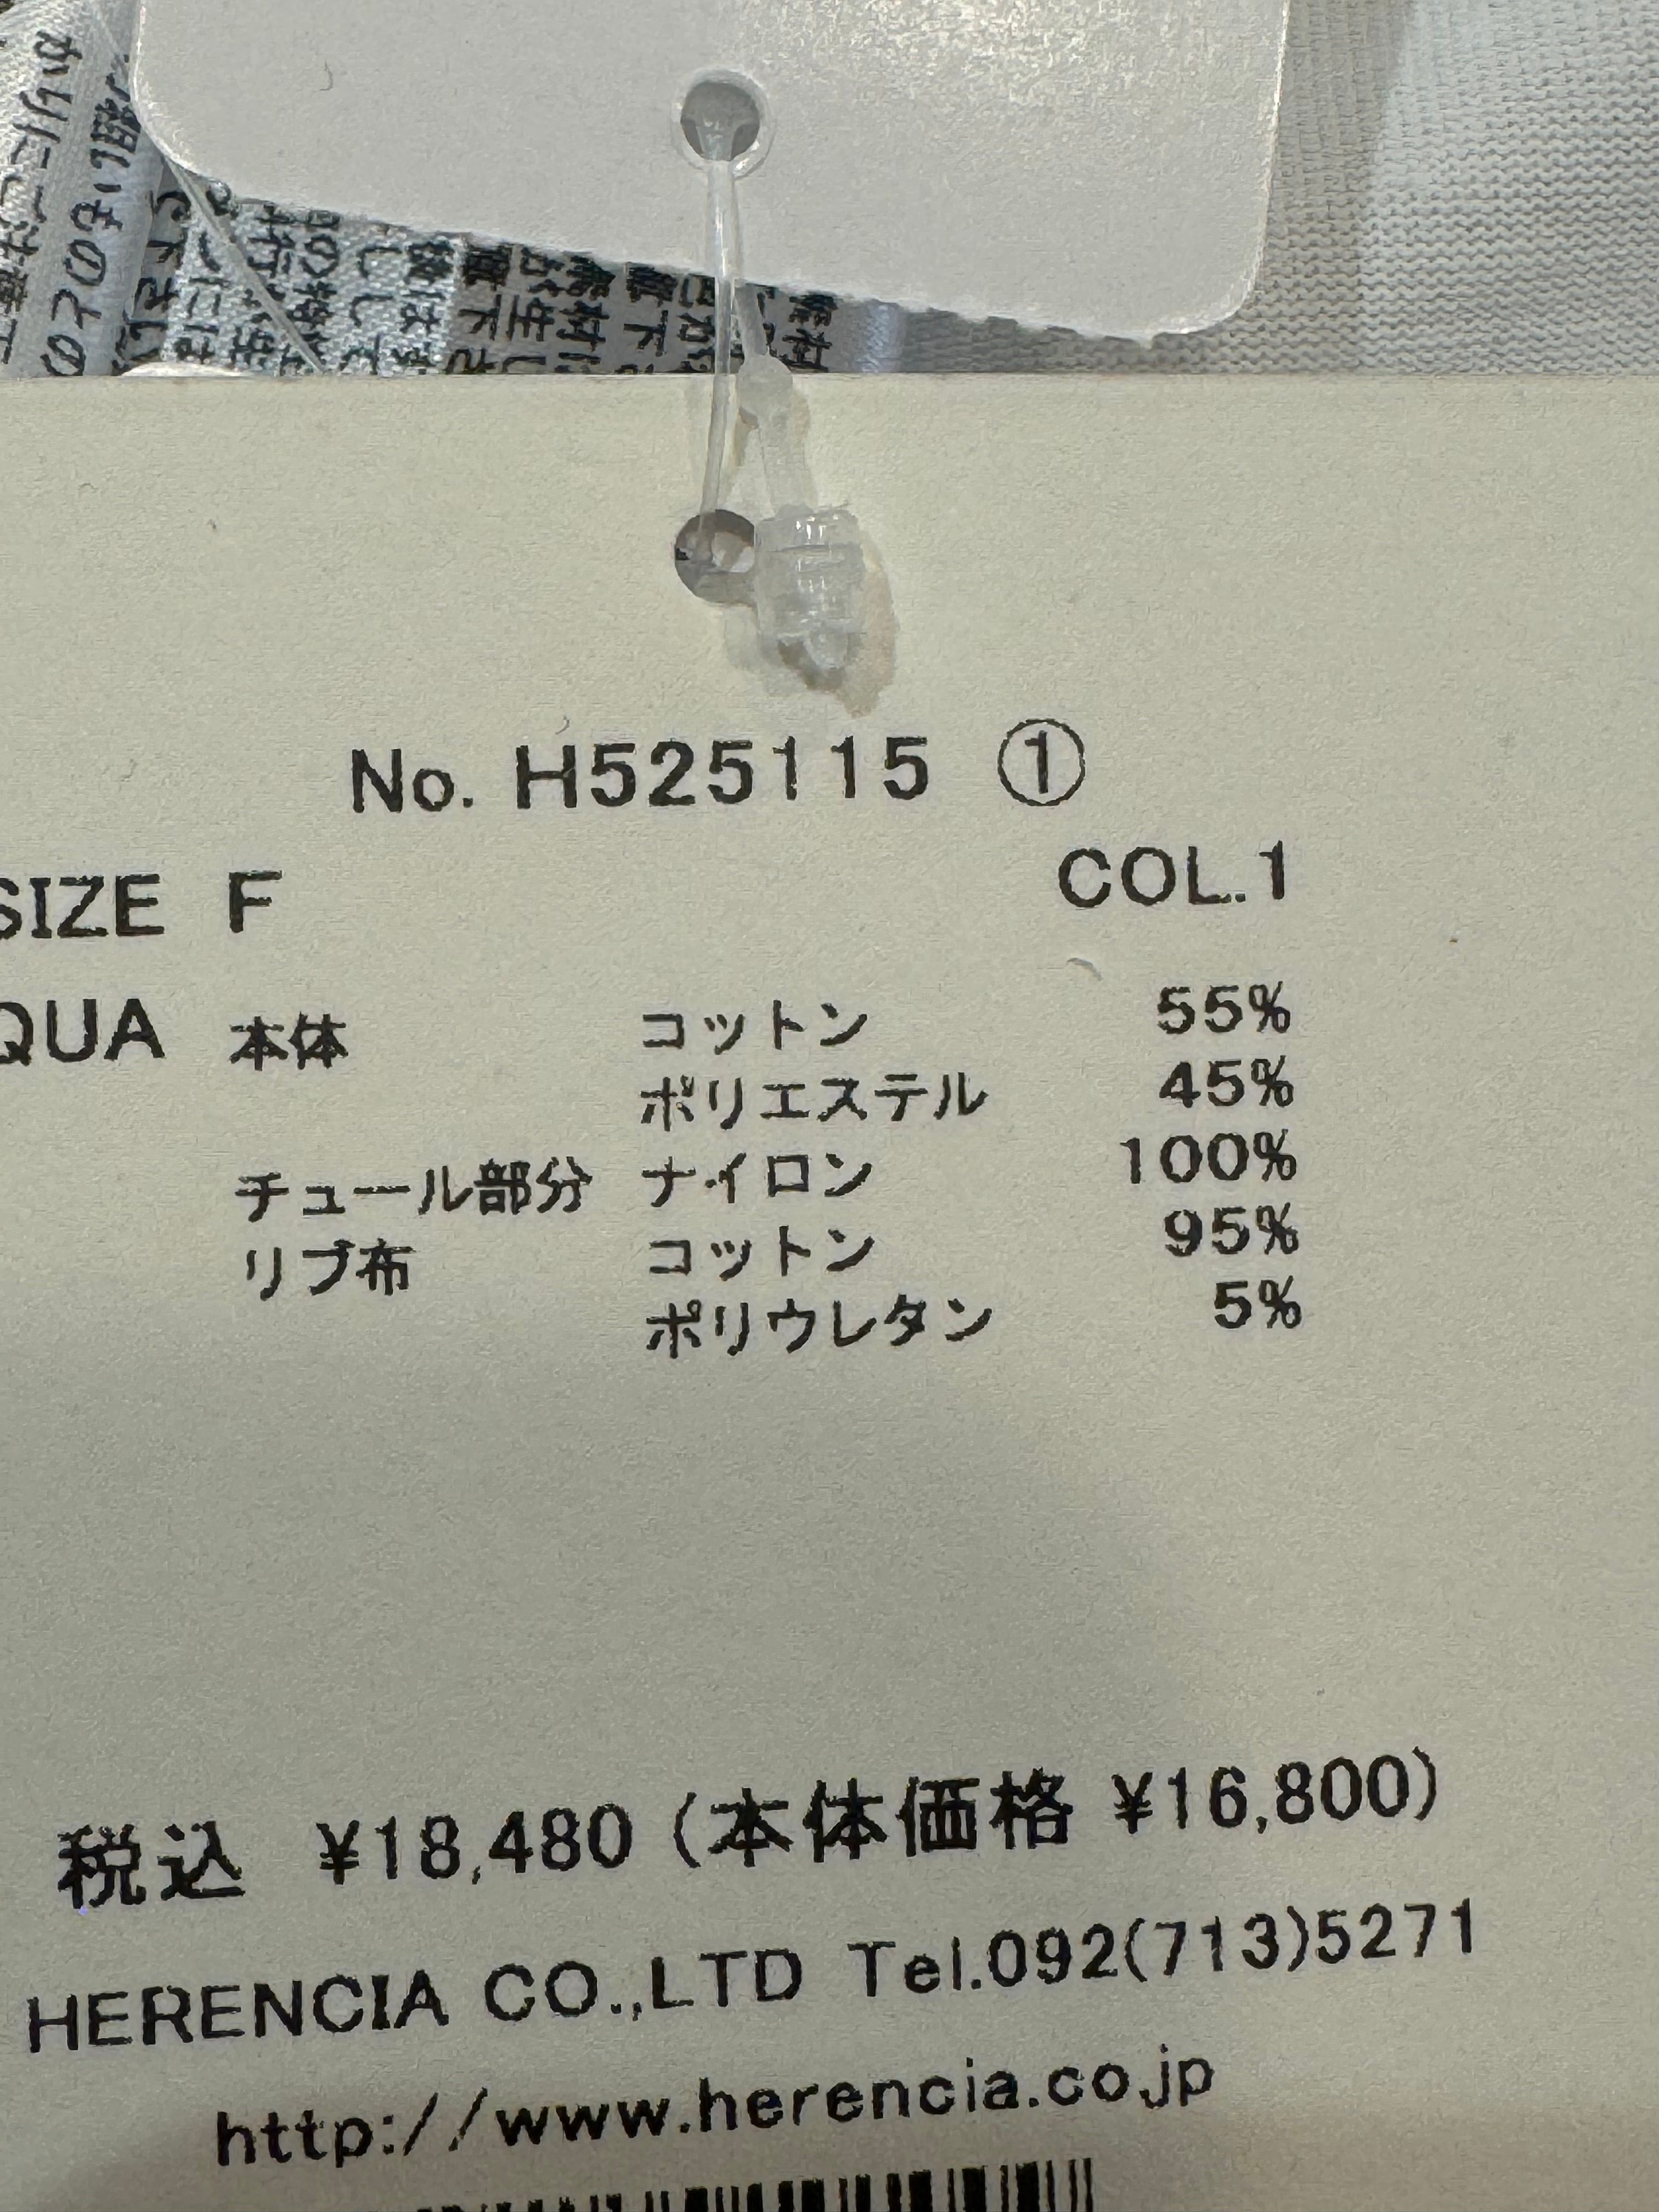 No. H525115 ①
SIZE F COL.1
QUA 本体 コットン 55%
ポリエステル 45%
チュール部分 ナイロン 100%
リブ布 コットン 95%
ポリウレタン 5%
税込 ¥18,480 (本体価格 ¥16,800)
HERENCIA CO.,LTD Tel.092(713)5271
http://www.herencia.co.jp